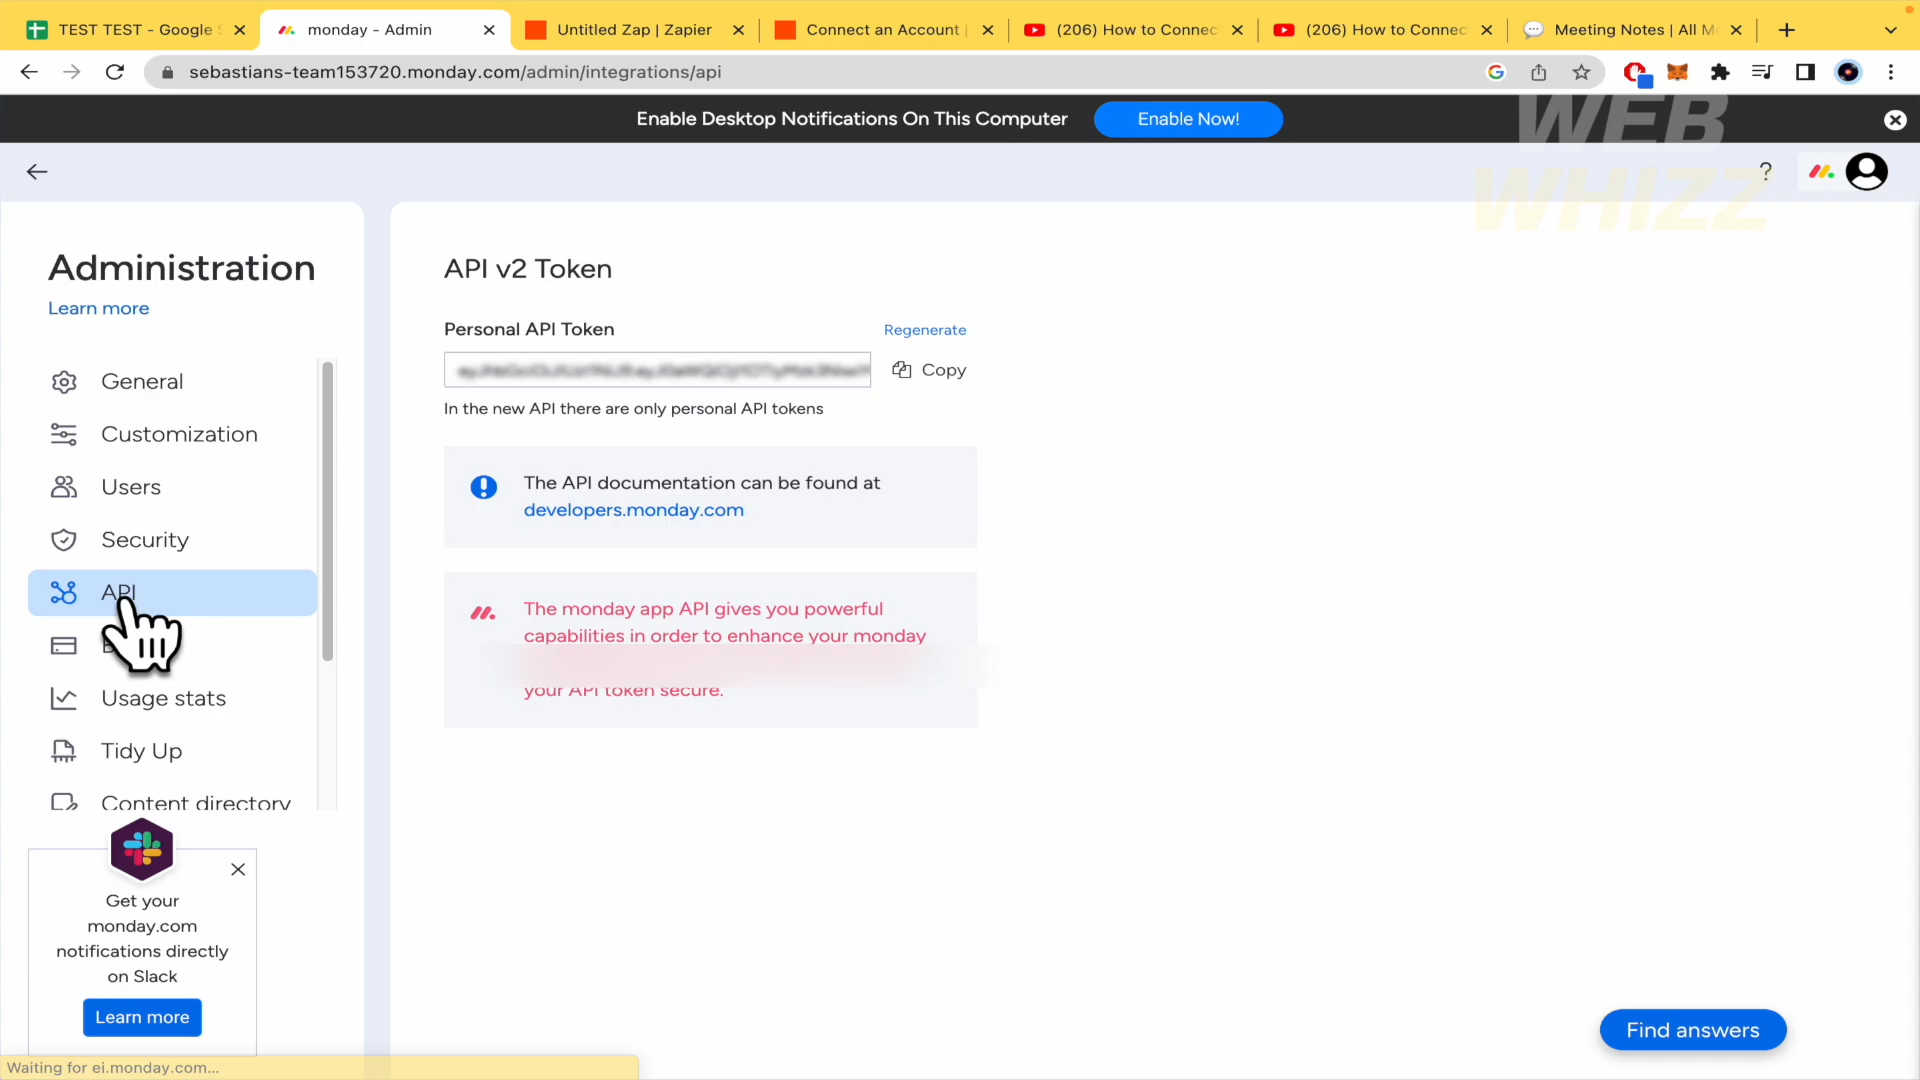 TEST TEST - Google S
monday - Admin
Untitled Zap | Zapier
Connect an Account |
(206) How to Connec
(206) How to Connec
Meeting Notes | All M
sebastians-team153720.monday.com/admin/integrations/api
Enable Desktop Notifications On This Computer
Enable Now!
WEB
WHIZZ
?
Administration
Learn more
General
Customization
Users
Security
API
Usage stats
Tidy Up
Content directory
Get your
monday.com
notifications directly
on Slack
Learn more
Waiting for ei.monday.com...
API v2 Token
Personal API Token
Regenerate
Copy
In the new API there are only personal API tokens
The API documentation can be found at
developers.monday.com
The monday app API gives you powerful
capabilities in order to enhance your monday
your API token secure.
Find answers